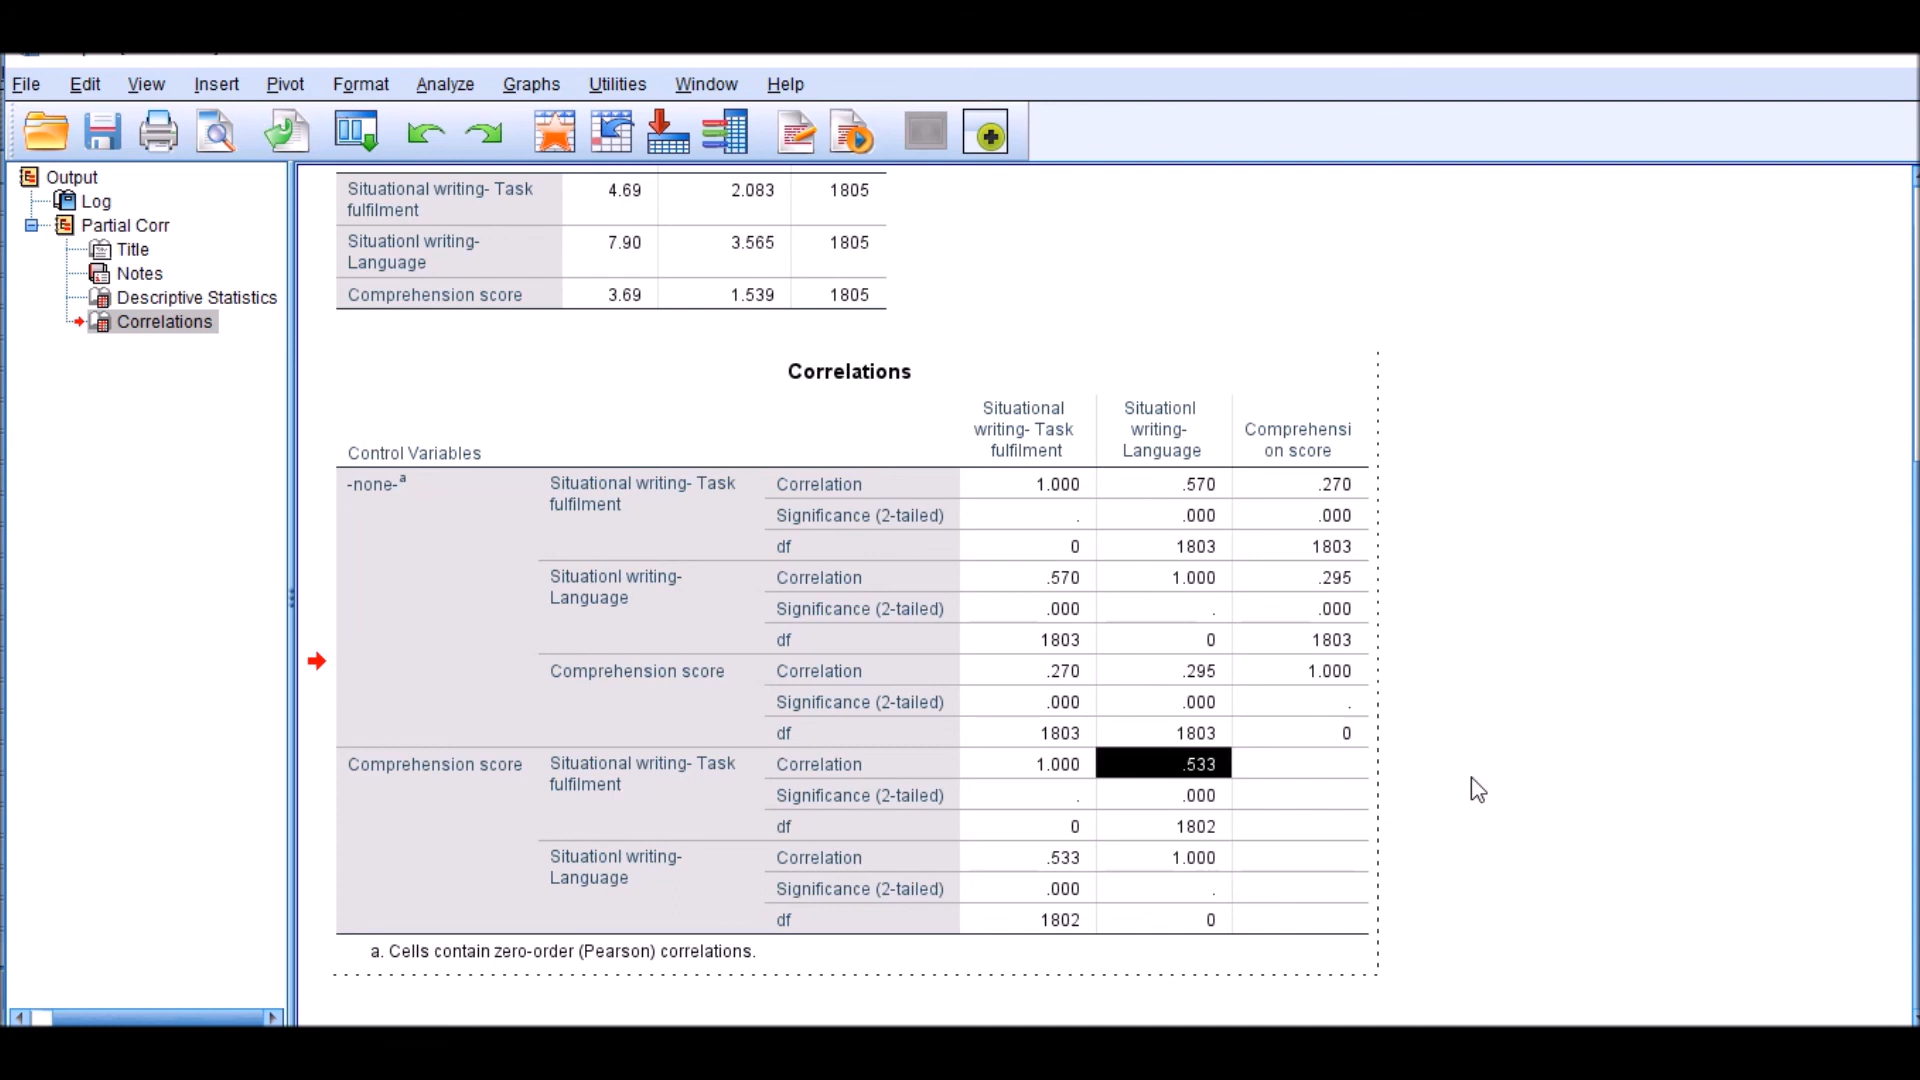 File Edit View Insert Pivot Format Analyze Graphs Utilities Window Help
Output
Log
Partial Corr
Title
Notes
Descriptive Statistics
Correlations
Situational writing- Task fulfilment 4.69 2.083 1805
Situationl writing- Language 7.90 3.565 1805
Comprehension score 3.69 1.539 1805
Correlations
Control Variables Situational writing- Task fulfilment Situationl writing- Language Comprehensi on score
-none-a Situational writing- Task fulfilment Correlation 1.000 .570 .270
Significance (2-tailed) . .000 .000
df 0 1803 1803
Situationl writing- Language Correlation .570 1.000 .295
Significance (2-tailed) .000 . .000
df 1803 0 1803
Comprehension score Correlation .270 .295 1.000
Significance (2-tailed) .000 .000 .
df 1803 1803 0
Comprehension score Situational writing- Task fulfilment Correlation 1.000 .533
Significance (2-tailed) . .000
df 0 1802
Situationl writing- Language Correlation .533 1.000
Significance (2-tailed) .000 .
df 1802 0
a. Cells contain zero-order (Pearson) correlations.